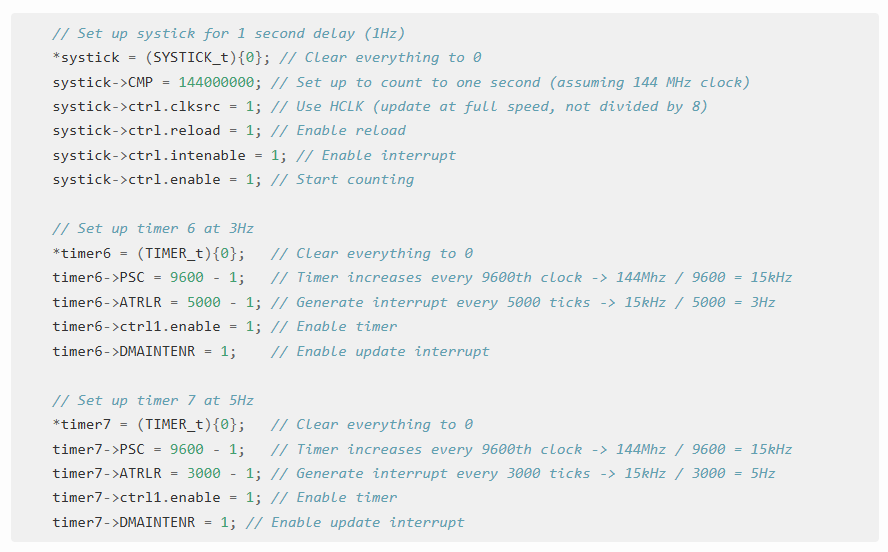 // Set up systick for 1 second delay (1Hz)
*systick = (SYSTICK_t){0}; // Clear everything to 0
systick->CMP = 144000000; // Set up to count to one second (assuming 144 MHz clock)
systick->ctrl.clksrc = 1; // Use HCLK (update at full speed, not divided by 8)
systick->ctrl.reload = 1; // Enable reload
systick->ctrl.intenable = 1; // Enable interrupt
systick->ctrl.enable = 1; // Start counting

// Set up timer 6 at 3Hz
*timer6 = (TIMER_t){0};   // Clear everything to 0
timer6->PSC = 9600 - 1;   // Timer increases every 9600th clock -> 144Mhz / 9600 = 15kHz
timer6->ATRLR = 5000 - 1; // Generate interrupt every 5000 ticks -> 15kHz / 5000 = 3Hz
timer6->ctrl1.enable = 1; // Enable timer
timer6->DMAINTENR = 1;    // Enable update interrupt

// Set up timer 7 at 5Hz
*timer7 = (TIMER_t){0};   // Clear everything to 0
timer7->PSC = 9600 - 1;   // Timer increases every 9600th clock -> 144Mhz / 9600 = 15kHz
timer7->ATRLR = 3000 - 1; // Generate interrupt every 3000 ticks -> 15kHz / 3000 = 5Hz
timer7->ctrl1.enable = 1; // Enable timer
timer7->DMAINTENR = 1; // Enable update interrupt